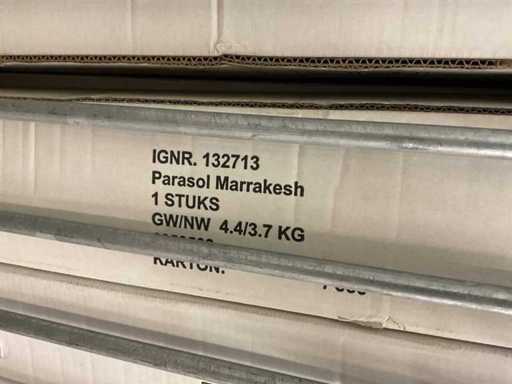 IGNR. 132713
Parasol Marrakesh
1 STUKS
GW/NW 4.4/3.7 KG
KARTON: